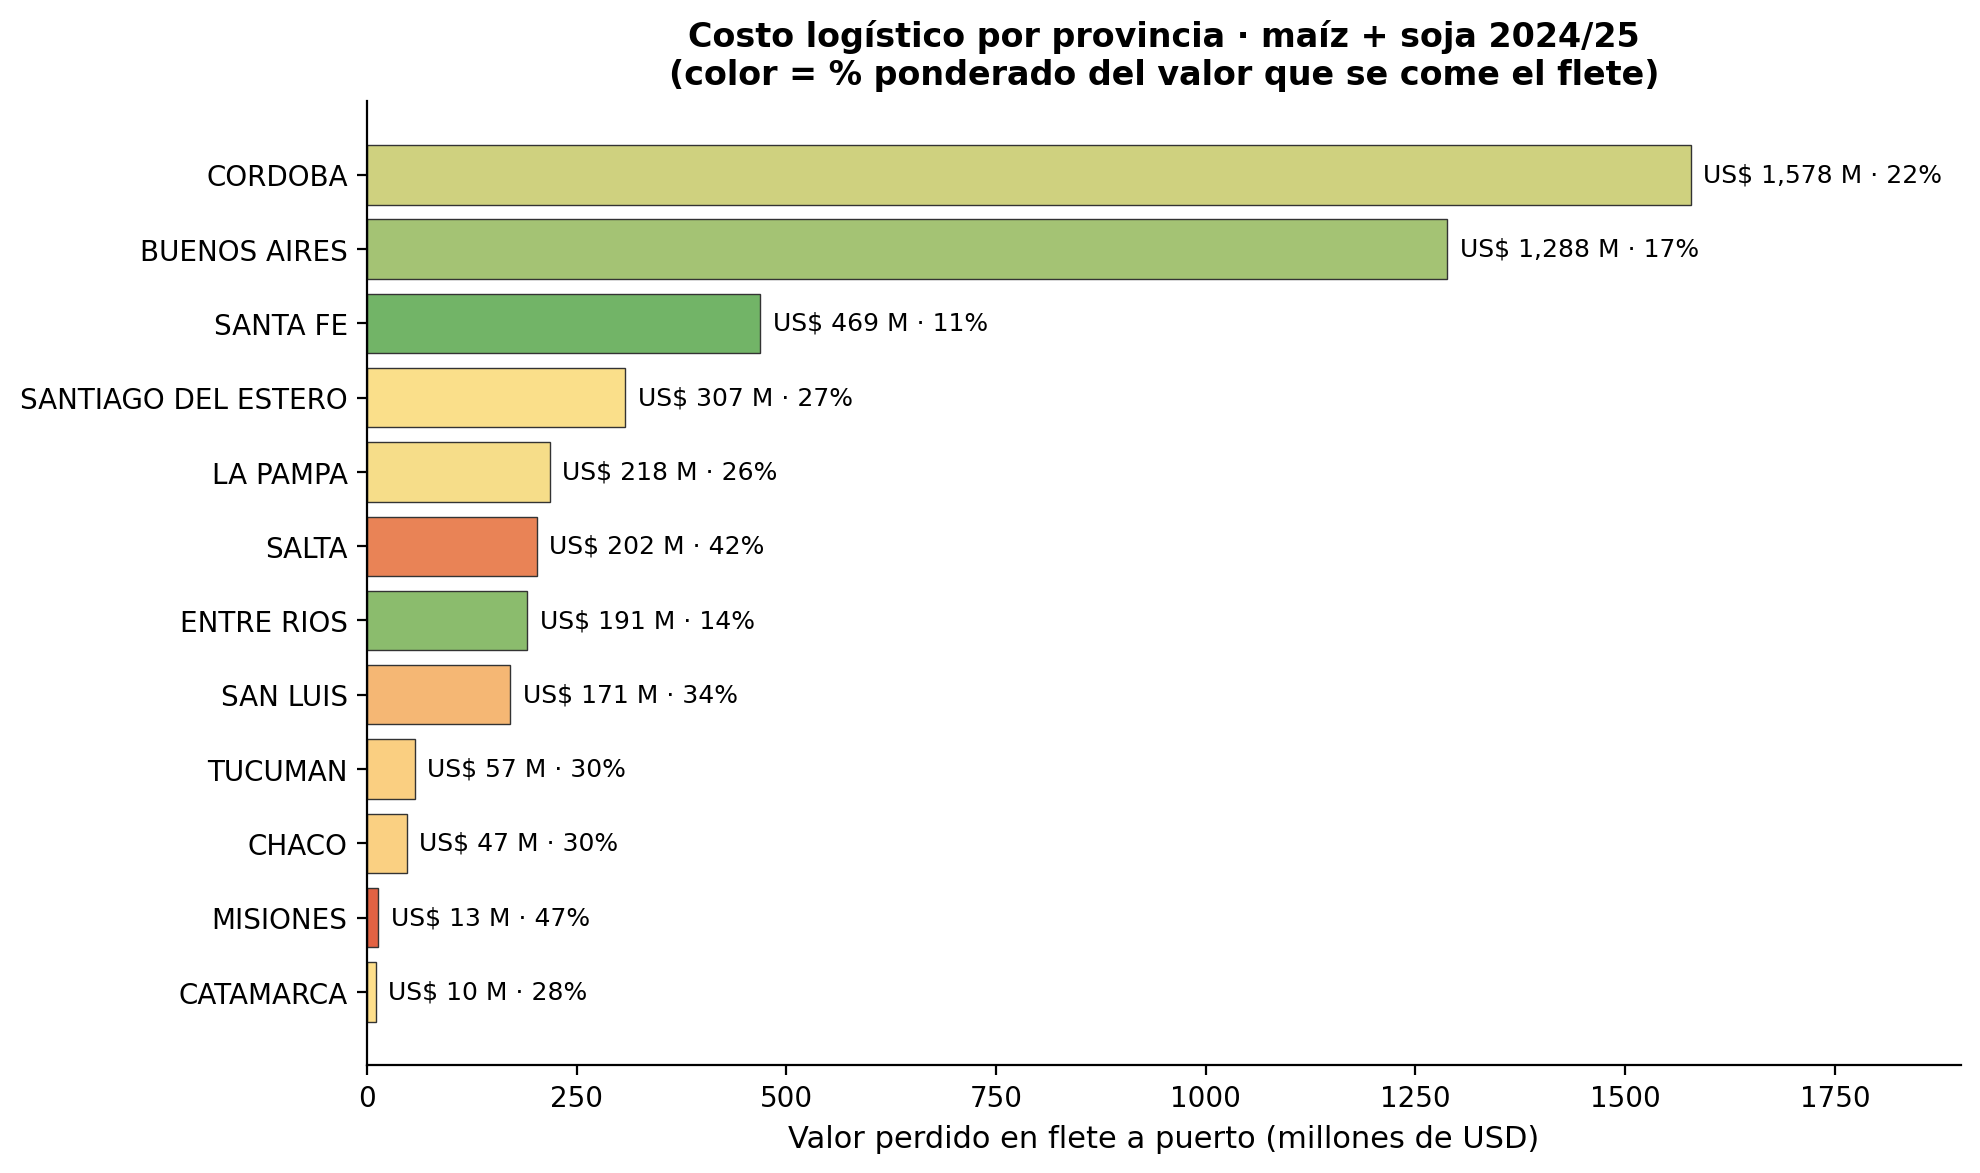 Costo logístico por provincia · maíz + soja 2024/25
(color = % ponderado del valor que se come el flete)
CORDOBA US$ 1,578 M · 22%
BUENOS AIRES US$ 1,288 M · 17%
SANTA FE US$ 469 M · 11%
SANTIAGO DEL ESTERO US$ 307 M · 27%
LA PAMPA US$ 218 M · 26%
SALTA US$ 202 M · 42%
ENTRE RIOS US$ 191 M · 14%
SAN LUIS US$ 171 M · 34%
TUCUMAN US$ 57 M · 30%
CHACO US$ 47 M · 30%
MISIONES US$ 13 M · 47%
CATAMARCA US$ 10 M · 28%
0 250 500 750 1000 1250 1500 1750
Valor perdido en flete a puerto (millones de USD)